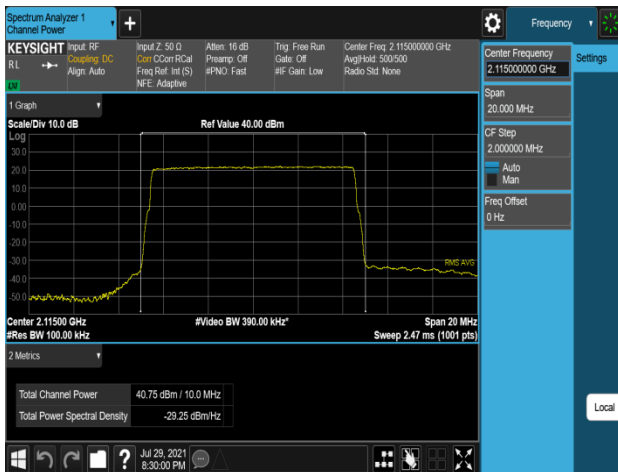 Spectrum Analyzer 1
Channel Power
Frequency
KEYSIGHT
RL
Input: RF
Coupling: DC
Align: Auto
Input Z: 50 Ω
Corr CCorr RCal
Freq Ref: Int (S)
NFE: Adaptive
Atten: 16 dB
Preamp: Off
#PNO: Fast
Trig: Free Run
Gate: Off
#IF Gain: Low
Center Freq: 2.115000000 GHz
Avg|Hold: 500/500
Radio Std: None
1 Graph
Scale/Div 10.0 dB
Ref Value 40.00 dBm
Log
30.0
20.0
10.0
0.00
-10.0
-20.0
-30.0
-40.0
-50.0
RMS AVG
Center 2.11500 GHz
#Video BW 390.00 kHz*
Span 20 MHz
#Res BW 100.00 kHz
Sweep 2.47 ms (1001 pts)
2 Metrics
Total Channel Power 40.75 dBm / 10.0 MHz
Total Power Spectral Density -29.25 dBm/Hz
Jul 29, 2021
8:30:00 PM
Center Frequency
2.115000000 GHz
Span
20.000 MHz
CF Step
2.000000 MHz
Auto
Man
Freq Offset
0 Hz
Settings
Local